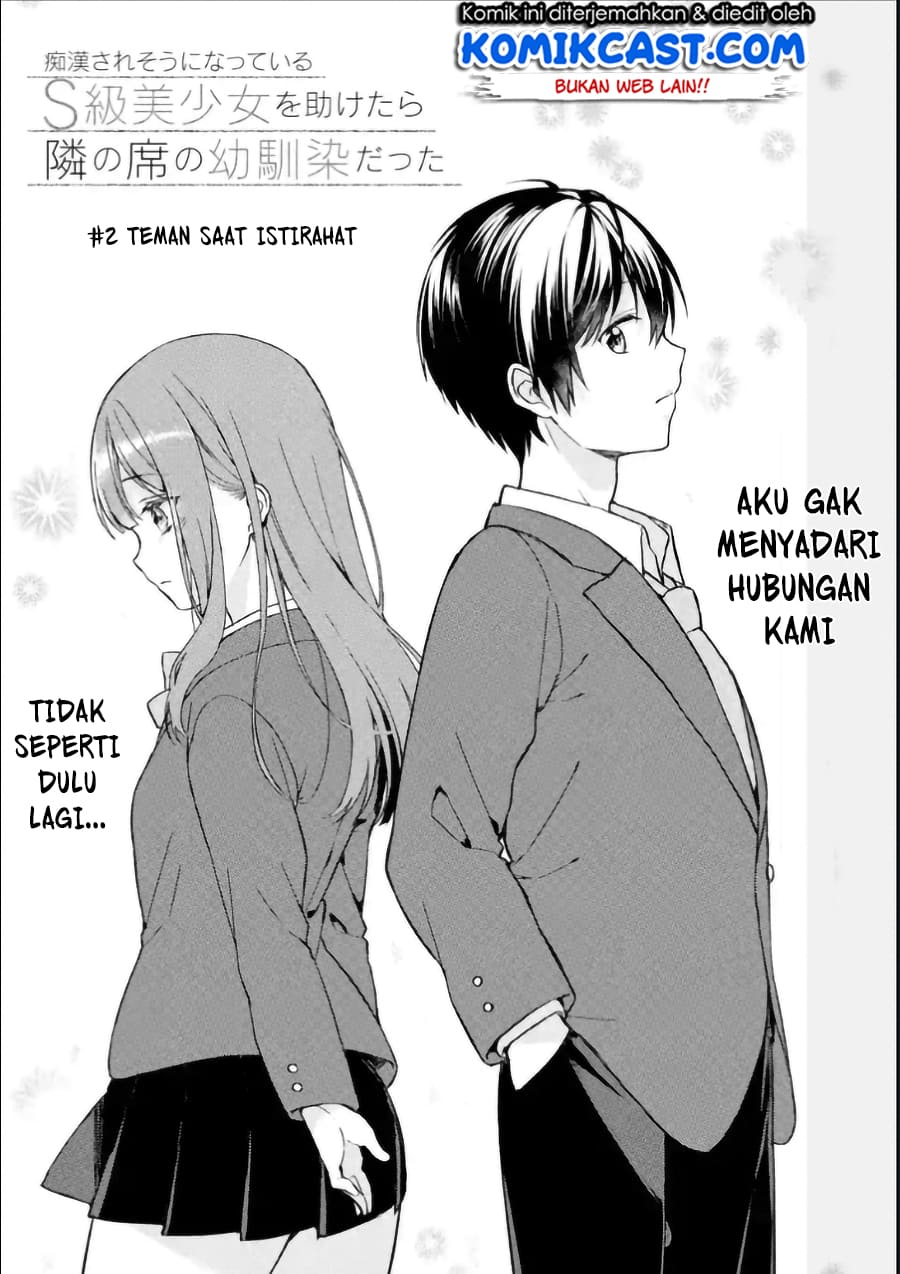 Komik ini diterjemahkan & diedit oleh
KOMIKCAST.COM
BUKAN WEB LAIN!!
痴漢されそうになっている
S級美少女を助けたら
隣の席の幼馴染だった
#2 TEMAN SAAT ISTIRAHAT
AKU GAK
MENYADARI
HUBUNGAN
KAMI
TIDAK
SEPERTI
DULU
LAGI...